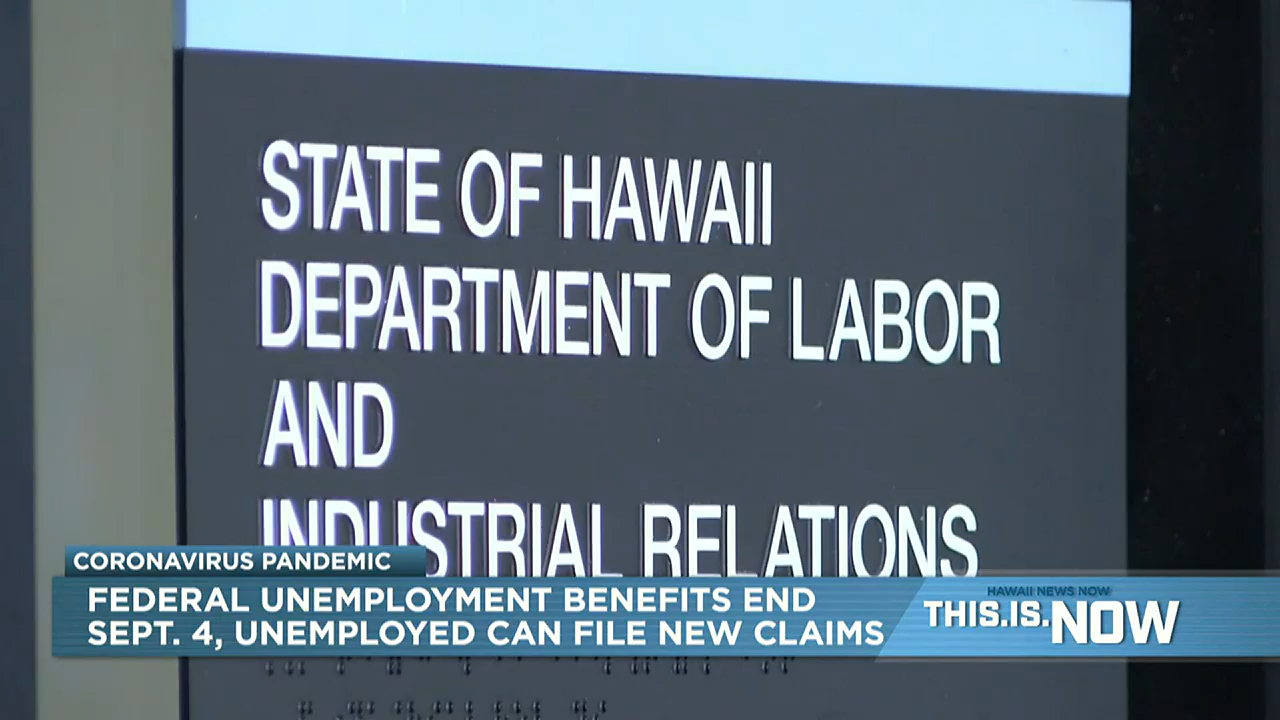 STATE OF HAWAII
DEPARTMENT OF LABOR
AND
INDUSTRIAL RELATIONS
CORONAVIRUS PANDEMIC
FEDERAL UNEMPLOYMENT BENEFITS END
SEPT. 4, UNEMPLOYED CAN FILE NEW CLAIMS
HAWAII NEWS NOW
THIS.IS.NOW